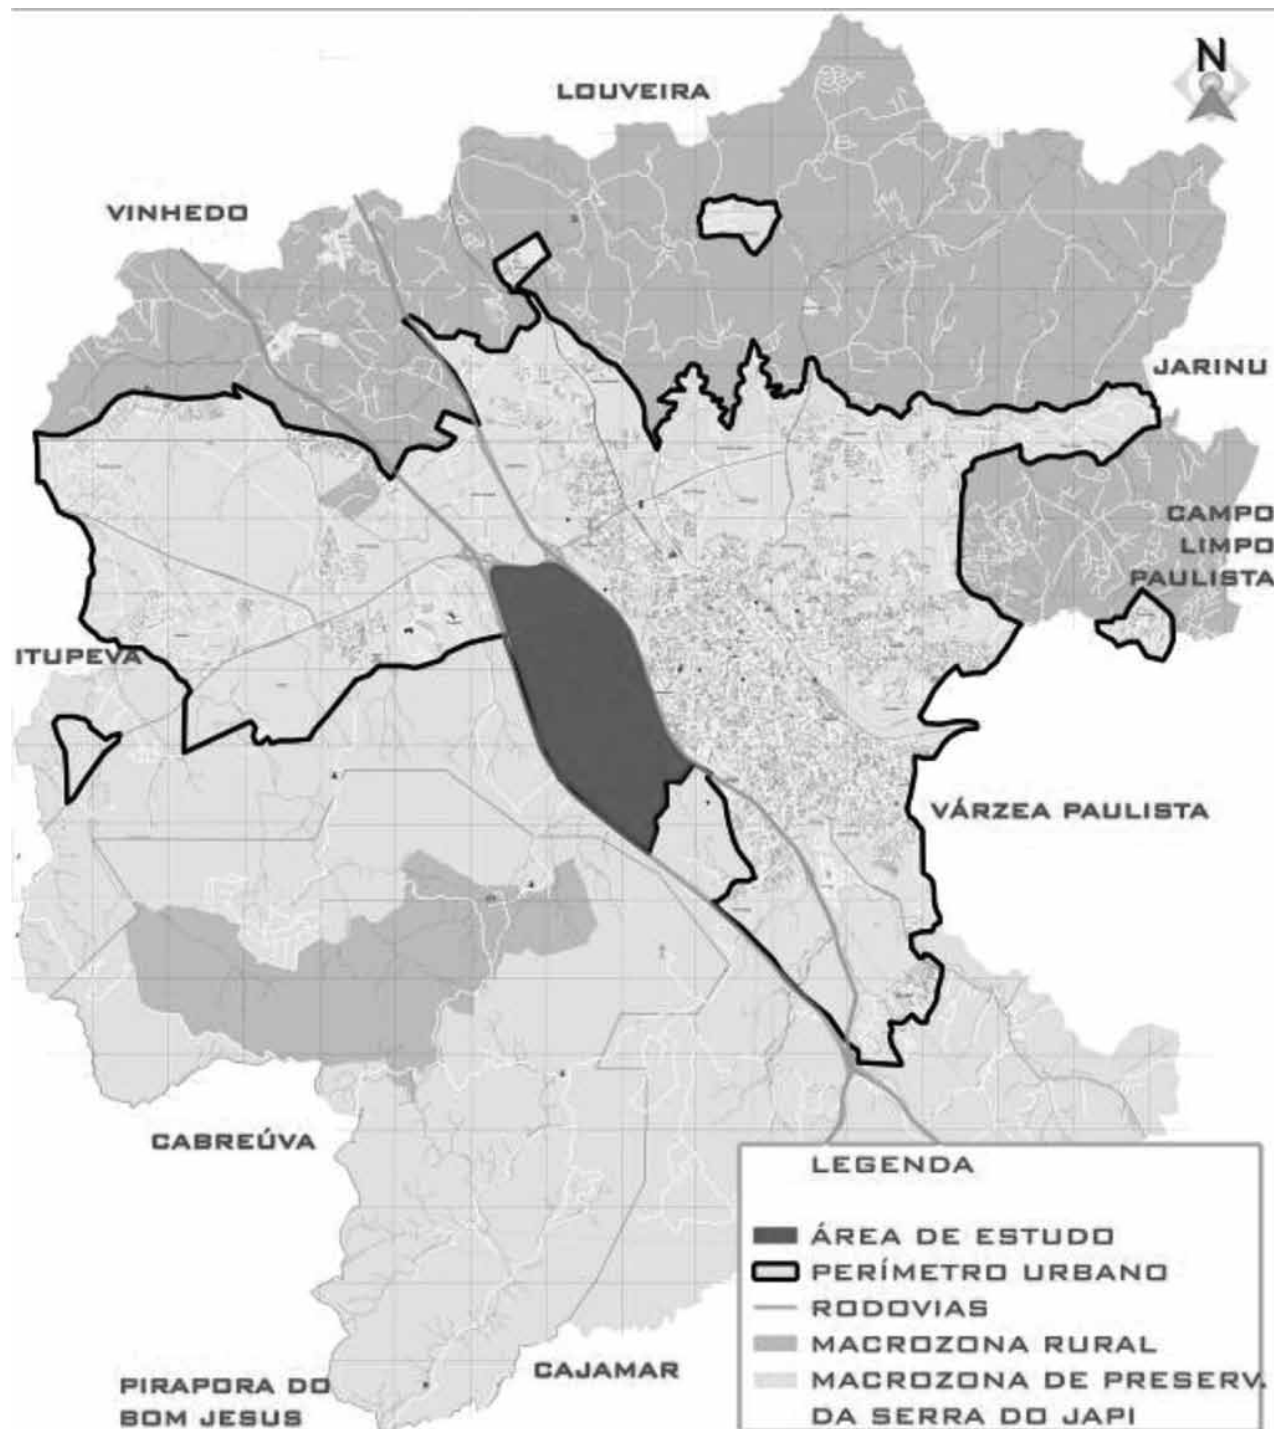 N
LOUVEIRA
VINHEDO
JARINU
CAMPO
LIMPO
PAULISTA
ITUPEVA
VÁRZEA PAULISTA
CABREÚVA
LEGENDA
ÁREA DE ESTUDO
PERÍMETRO URBANO
RODOVIAS
MACROZONA RURAL
MACROZONA DE PRESERV.
DA SERRA DO JAPI
CAJAMAR
PIRAPORA DO
BOM JESUS